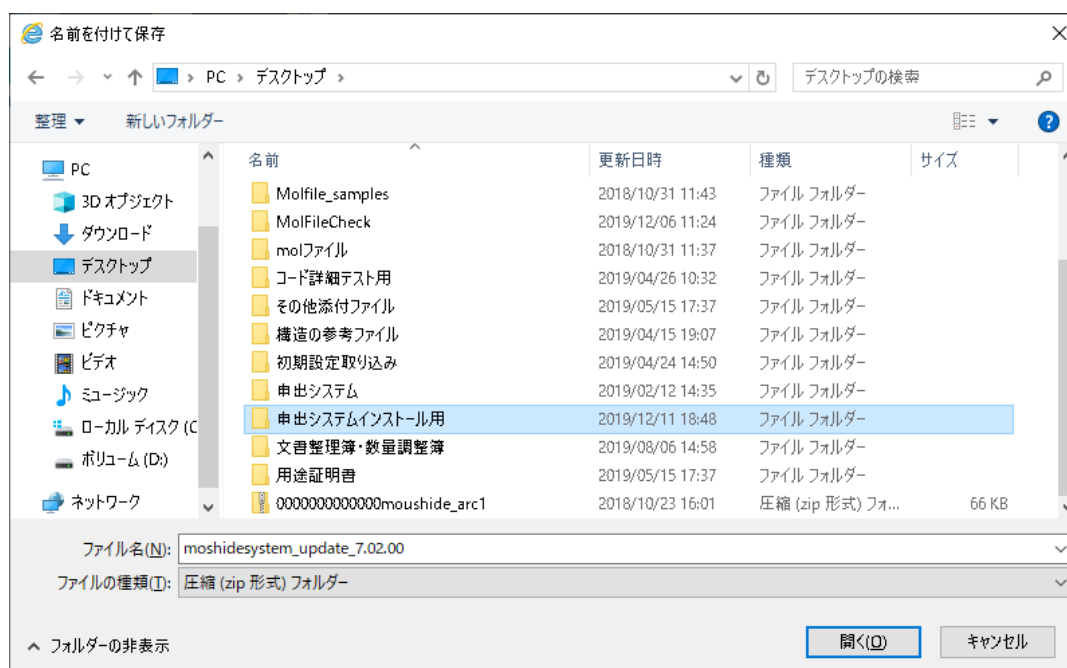 名前を付けて保存
PC > デスクトップ >
デスクトップの検索
整理 新しいフォルダー
PC
3D オブジェクト
ダウンロード
デスクトップ
ドキュメント
ピクチャ
ビデオ
ミュージック
ローカル ディスク (C
ボリューム (D:)
ネットワーク
名前 更新日時 種類 サイズ
Molfile_samples 2018/10/31 11:43 ファイル フォルダー
MolFileCheck 2019/12/06 11:24 ファイル フォルダー
molファイル 2018/10/31 11:37 ファイル フォルダー
コード詳細テスト用 2019/04/26 10:32 ファイル フォルダー
その他添付ファイル 2019/05/15 17:37 ファイル フォルダー
構造の参考ファイル 2019/04/15 19:07 ファイル フォルダー
初期設定取り込み 2019/04/24 14:50 ファイル フォルダー
申出システム 2019/02/12 14:35 ファイル フォルダー
申出システムインストール用 2019/12/11 18:48 ファイル フォルダー
文書整理簿・数量調整簿 2019/08/06 14:58 ファイル フォルダー
用途証明書 2019/05/15 17:37 ファイル フォルダー
0000000000000moushide_arc1 2018/10/23 16:01 圧縮 (zip 形式) フォ... 66 KB
ファイル名(N): moshidesystem_update_7.02.00
ファイルの種類(T): 圧縮 (zip 形式) フォルダー
フォルダーの非表示
開く(O) キャンセル